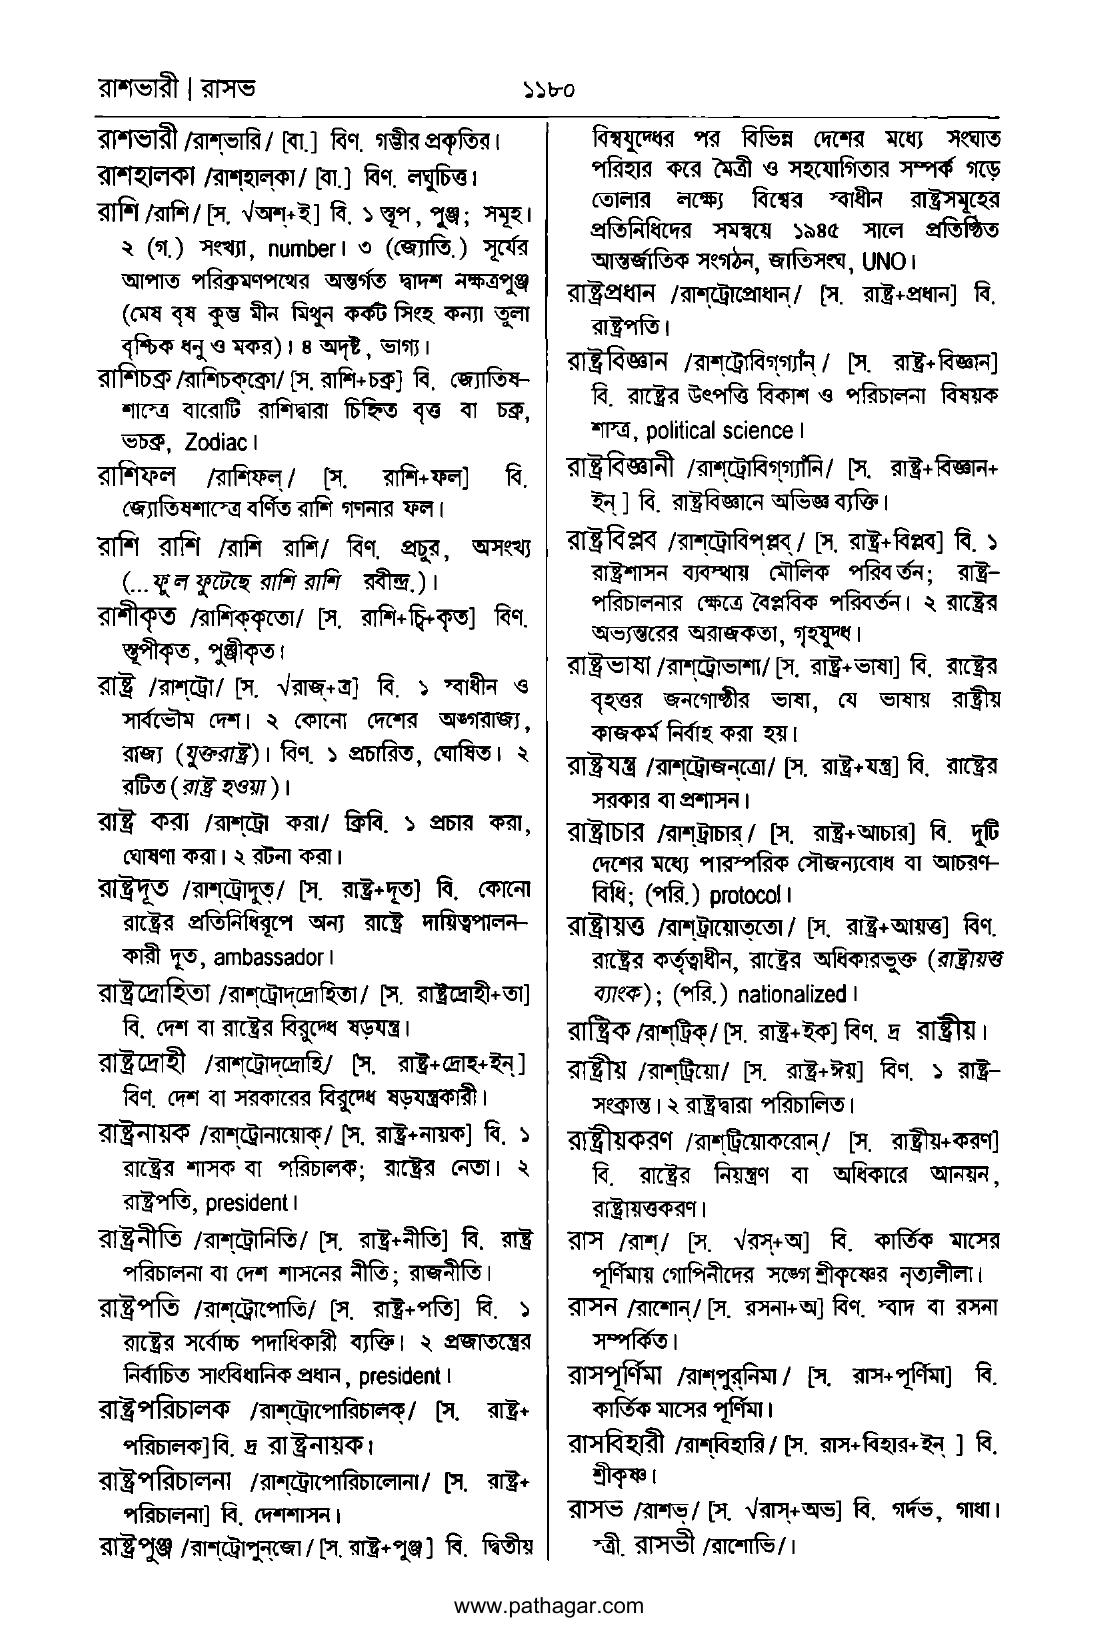 রাশভারী | রাসভ
১১৮০
রাশভারী /রাশ্‌ভারি/ [বা.] বিণ. গম্ভীর প্রকৃতির।
রাশহালকা /রাশ্‌হাল্‌কা/ [বা.] বিণ. লঘুচিত্ত।
রাশি /রাশি/ [স. √অশ্‌+ই] বি. ১ স্তূপ, পুঞ্জ; সমূহ।
২ (গ.) সংখ্যা, number। ৩ (জ্যোতি.) সূর্যের
আপাত পরিক্রমণপথের অন্তর্গত দ্বাদশ নক্ষত্রপুঞ্জ
(মেষ বৃষ কুম্ভ মীন মিথুন কর্কট সিংহ কন্যা তুলা
বৃশ্চিক ধনু ও মকর)। ৪ অদৃষ্ট, ভাগ্য।
রাশিচক্র /রাশিচক্‌ক্রো/ [স. রাশি+চক্র] বি. জ্যোতিষ-
শাস্ত্রে বারোটি রাশিদ্বারা চিহ্নিত বৃত্ত বা চক্র,
ভচক্র, Zodiac।
রাশিফল /রাশিফল্‌/ [স. রাশি+ফল] বি.
জ্যোতিষশাস্ত্রে বর্ণিত রাশি গণনার ফল।
রাশি রাশি /রাশি রাশি/ বিণ. প্রচুর, অসংখ্য
(...ফুল ফুটেছে রাশি রাশি রবীন্দ্র.)।
রাশীকৃত /রাশিক্‌কৃতো/ [স. রাশি+চ্বি+কৃত] বিণ.
স্তূপীকৃত, পুঞ্জীকৃত।
রাষ্ট্র /রাশ্‌ট্রো/ [স. √রাজ্‌+ত্র] বি. ১ স্বাধীন ও
সার্বভৌম দেশ। ২ কোনো দেশের অঙ্গরাজ্য,
রাজ্য (যুক্তরাষ্ট্র)। বিণ. ১ প্রচারিত, ঘোষিত। ২
রটিত (রাষ্ট্র হওয়া)।
রাষ্ট্র করা /রাশ্‌ট্রো করা/ ক্রিবি. ১ প্রচার করা,
ঘোষণা করা। ২ রটনা করা।
রাষ্ট্রদূত /রাশ্‌ট্রোদুত্‌/ [স. রাষ্ট্র+দূত] বি. কোনো
রাষ্ট্রের প্রতিনিধিরূপে অন্য রাষ্ট্রে দায়িত্বপালন-
কারী দূত, ambassador।
রাষ্ট্রদ্রোহিতা /রাশ্‌ট্রোদ্‌দ্রোহিতা/ [স. রাষ্ট্রদ্রোহী+তা]
বি. দেশ বা রাষ্ট্রের বিরুদ্ধে ষড়যন্ত্র।
রাষ্ট্রদ্রোহী /রাশ্‌ট্রোদ্‌দ্রোহি/ [স. রাষ্ট্র+দ্রোহ+ইন্‌]
বিণ. দেশ বা সরকারের বিরুদ্ধে ষড়যন্ত্রকারী।
রাষ্ট্রনায়ক /রাশ্‌ট্রোনায়োক্‌/ [স. রাষ্ট্র+নায়ক] বি. ১
রাষ্ট্রের শাসক বা পরিচালক; রাষ্ট্রের নেতা। ২
রাষ্ট্রপতি, president।
রাষ্ট্রনীতি /রাশ্‌ট্রোনিতি/ [স. রাষ্ট্র+নীতি] বি. রাষ্ট্র
পরিচালনা বা দেশ শাসনের নীতি; রাজনীতি।
রাষ্ট্রপতি /রাশ্‌ট্রোপোতি/ [স. রাষ্ট্র+পতি] বি. ১
রাষ্ট্রের সর্বোচ্চ পদাধিকারী ব্যক্তি। ২ প্রজাতন্ত্রের
নির্বাচিত সাংবিধানিক প্রধান, president।
রাষ্ট্রপরিচালক /রাশ্‌ট্রোপোরিচালক্‌/ [স. রাষ্ট্র+
পরিচালক] বি. দ্র রাষ্ট্রনায়ক।
রাষ্ট্রপরিচালনা /রাশ্‌ট্রোপোরিচালোনা/ [স. রাষ্ট্র+
পরিচালনা] বি. দেশশাসন।
রাষ্ট্রপুঞ্জ /রাশ্‌ট্রোপুন্‌জো/ [স. রাষ্ট্র+পুঞ্জ] বি. দ্বিতীয়
বিশ্বযুদ্ধের পর বিভিন্ন দেশের মধ্যে সংঘাত
পরিহার করে মৈত্রী ও সহযোগিতার সম্পর্ক গড়ে
তোলার লক্ষ্যে বিশ্বের স্বাধীন রাষ্ট্রসমূহের
প্রতিনিধিদের সমন্বয়ে ১৯৪৫ সালে প্রতিষ্ঠিত
আন্তর্জাতিক সংগঠন, জাতিসংঘ, UNO।
রাষ্ট্রপ্রধান /রাশ্‌ট্রোপ্রোধান্‌/ [স. রাষ্ট্র+প্রধান] বি.
রাষ্ট্রপতি।
রাষ্ট্রবিজ্ঞান /রাশ্‌ট্রোবিগ্‌গ্যাঁন্‌/ [স. রাষ্ট্র+বিজ্ঞান]
বি. রাষ্ট্রের উৎপত্তি বিকাশ ও পরিচালনা বিষয়ক
শাস্ত্র, political science।
রাষ্ট্রবিজ্ঞানী /রাশ্‌ট্রোবিগ্‌গ্যাঁনি/ [স. রাষ্ট্র+বিজ্ঞান+
ইন্‌] বি. রাষ্ট্রবিজ্ঞানে অভিজ্ঞ ব্যক্তি।
রাষ্ট্রবিপ্লব /রাশ্‌ট্রোবিপ্‌প্লব্‌/ [স. রাষ্ট্র+বিপ্লব] বি. ১
রাষ্ট্রশাসন ব্যবস্থায় মৌলিক পরিবর্তন; রাষ্ট্র-
পরিচালনার ক্ষেত্রে বৈপ্লবিক পরিবর্তন। ২ রাষ্ট্রের
অভ্যন্তরের অরাজকতা, গৃহযুদ্ধ।
রাষ্ট্রভাষা /রাশ্‌ট্রোভাশা/ [স. রাষ্ট্র+ভাষা] বি. রাষ্ট্রের
বৃহত্তর জনগোষ্ঠীর ভাষা, যে ভাষায় রাষ্ট্রীয়
কাজকর্ম নির্বাহ করা হয়।
রাষ্ট্রযন্ত্র /রাশ্‌ট্রোজন্‌ত্রো/ [স. রাষ্ট্র+যন্ত্র] বি. রাষ্ট্রের
সরকার বা প্রশাসন।
রাষ্ট্রাচার /রাশ্‌ট্রাচার্‌/ [স. রাষ্ট্র+আচার] বি. দুটি
দেশের মধ্যে পারস্পরিক সৌজন্যবোধ বা আচরণ-
বিধি; (পরি.) protocol।
রাষ্ট্রায়ত্ত /রাশ্‌ট্রায়োত্‌তো/ [স. রাষ্ট্র+আয়ত্ত] বিণ.
রাষ্ট্রের কর্তৃত্বাধীন, রাষ্ট্রের অধিকারভুক্ত (রাষ্ট্রায়ত্ত
ব্যাংক); (পরি.) nationalized।
রাষ্ট্রিক /রাশ্‌ট্রিক্‌/ [স. রাষ্ট্র+ইক] বিণ. দ্র রাষ্ট্রীয়।
রাষ্ট্রীয় /রাশ্‌ট্রিয়ো/ [স. রাষ্ট্র+ঈয়] বিণ. ১ রাষ্ট্র-
সংক্রান্ত। ২ রাষ্ট্রদ্বারা পরিচালিত।
রাষ্ট্রীয়করণ /রাশ্‌ট্রিয়োকরোন্‌/ [স. রাষ্ট্রীয়+করণ]
বি. রাষ্ট্রের নিয়ন্ত্রণ বা অধিকারে আনয়ন,
রাষ্ট্রায়ত্তকরণ।
রাস /রাশ্‌/ [স. √রস্‌+অ] বি. কার্তিক মাসের
পূর্ণিমায় গোপিনীদের সঙ্গে শ্রীকৃষ্ণের নৃত্যলীলা।
রাসন /রাশোন্‌/ [স. রসনা+অ] বিণ. স্বাদ বা রসনা
সম্পর্কিত।
রাসপূর্ণিমা /রাশ্‌পুর্‌নিমা/ [স. রাস+পূর্ণিমা] বি.
কার্তিক মাসের পূর্ণিমা।
রাসবিহারী /রাশ্‌বিহারি/ [স. রাস+বিহার+ইন্‌ ] বি.
শ্রীকৃষ্ণ।
রাসভ /রাশভ্‌/ [স. √রাস্‌+অভ] বি. গর্দভ, গাধা।
স্ত্রী. রাসভী /রাশোভি/।
www.pathagar.com